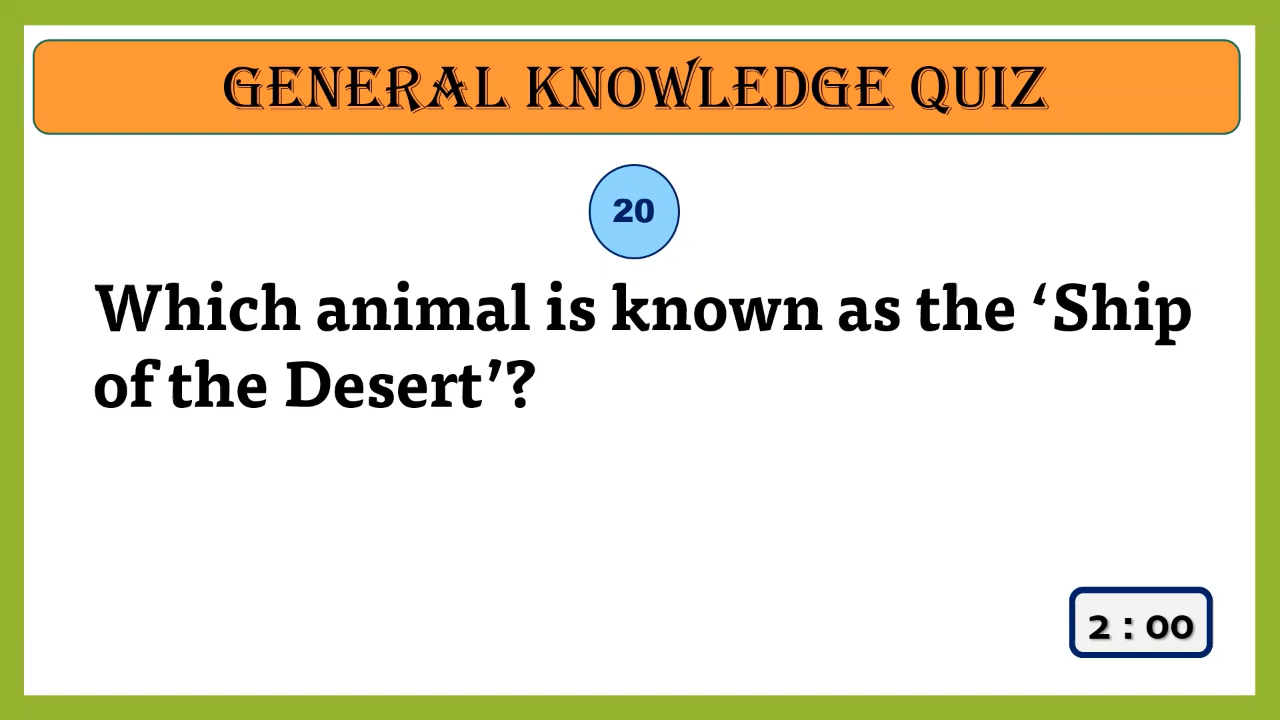 GENERAL KNOWLEDGE QUIZ
20
Which animal is known as the ‘Ship
of the Desert’?
2 : 00